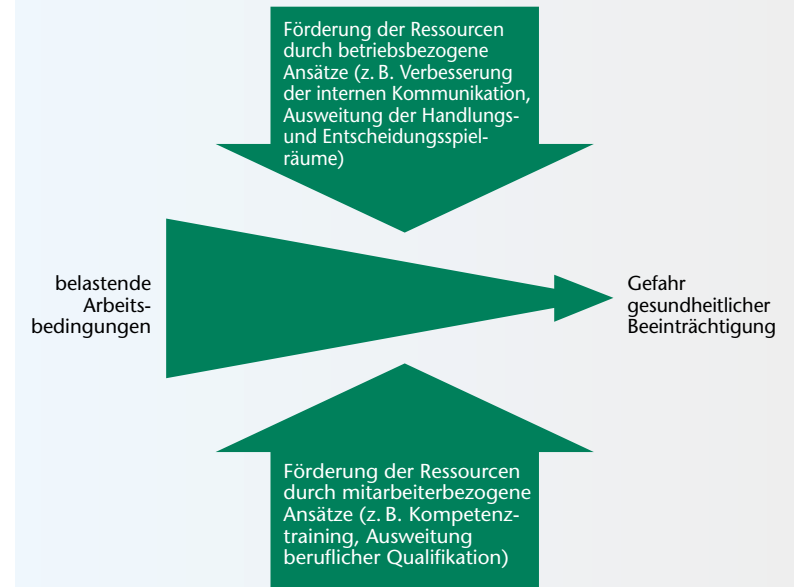 Förderung der Ressourcen
durch betriebsbezogene
Ansätze (z. B. Verbesserung
der internen Kommunikation,
Ausweitung der Handlungs-
und Entscheidungsspiel-
räume)
belastende
Arbeits-
bedingungen
Gefahr
gesundheitlicher
Beeinträchtigung
Förderung der Ressourcen
durch mitarbeiterbezogene
Ansätze (z. B. Kompetenz-
training, Ausweitung
beruflicher Qualifikation)